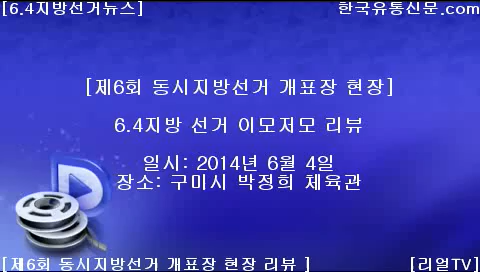 [6.4지방선거뉴스]
한국유통신문.com
[제6회 동시지방선거 개표장 현장]
6.4지방 선거 이모저모 리뷰
일시: 2014년 6월 4일
장소: 구미시 박정희 체육관
[제6회 동시지방선거 개표장 현장 리뷰 ]
[리얼TV]